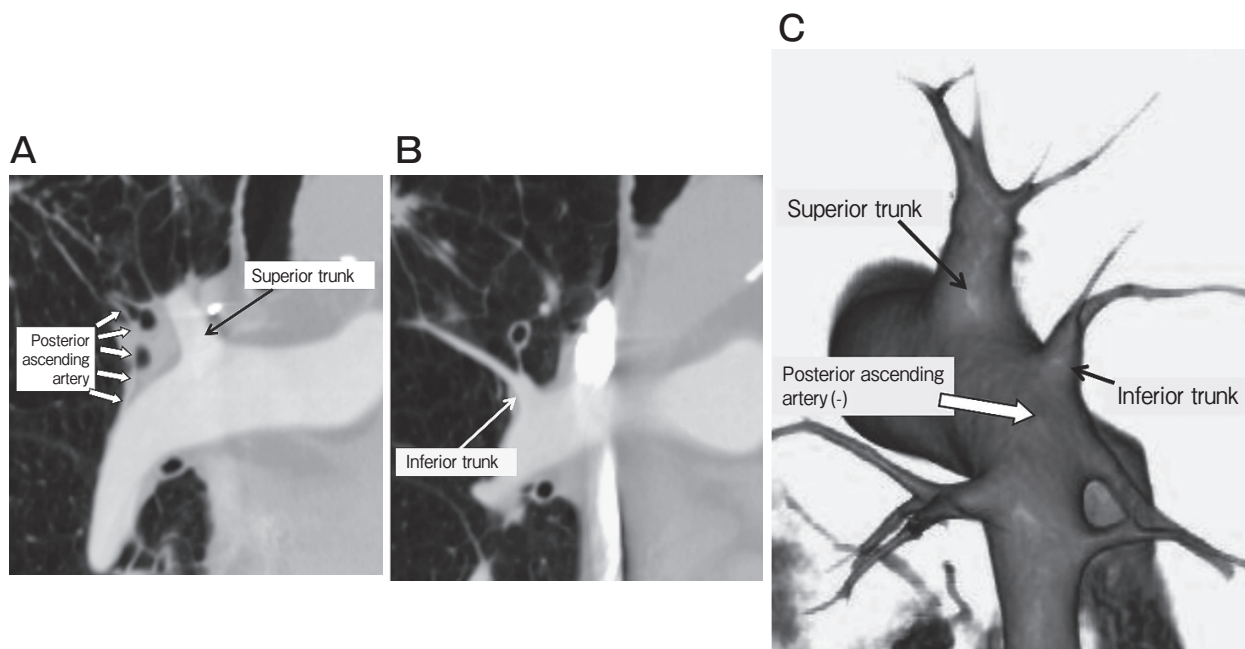 A
Superior trunk
Posterior
ascending
artery
B
Inferior trunk
C
Superior trunk
Posterior ascending
artery (-)
Inferior trunk